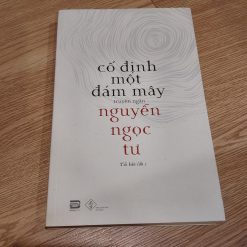 cố định
một
đám mây
truyện ngắn
nguyễn
ngọc
tư
Tái bản lần 1